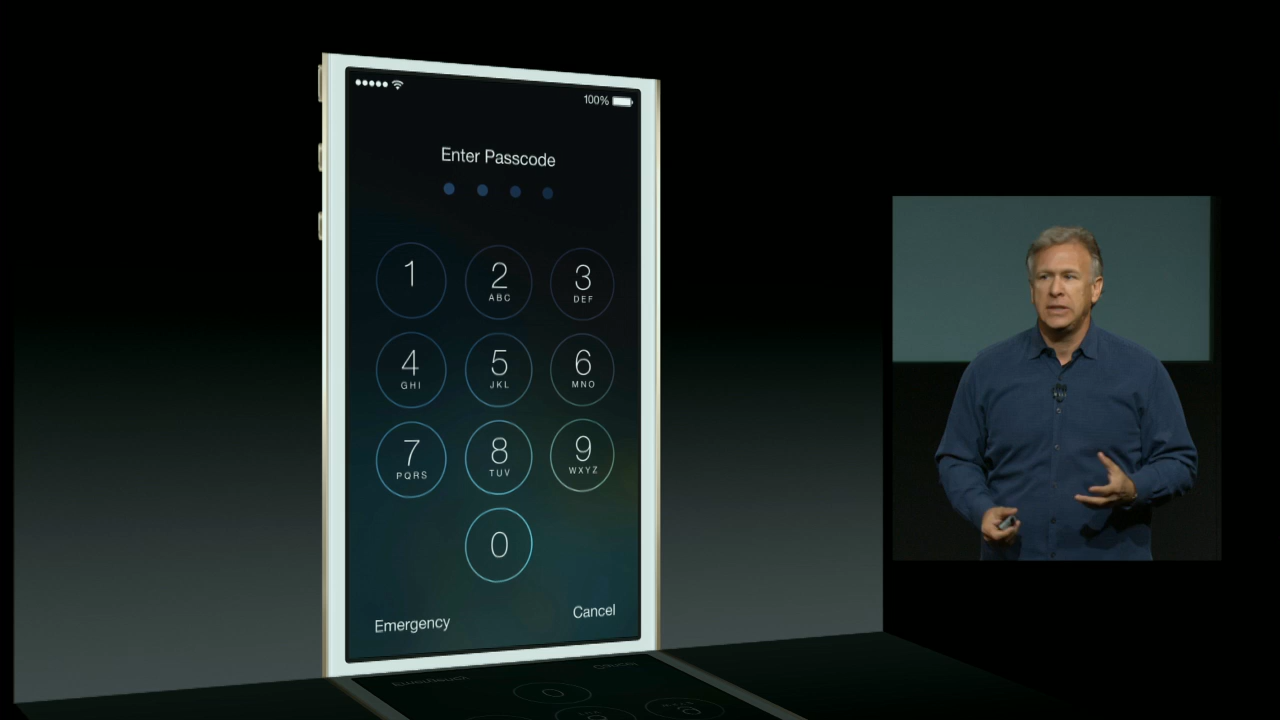 100%
Enter Passcode
1
2
ABC
3
DEF
4
GHI
5
JKL
6
MNO
7
PQRS
8
TUV
9
WXYZ
0
Emergency
Cancel